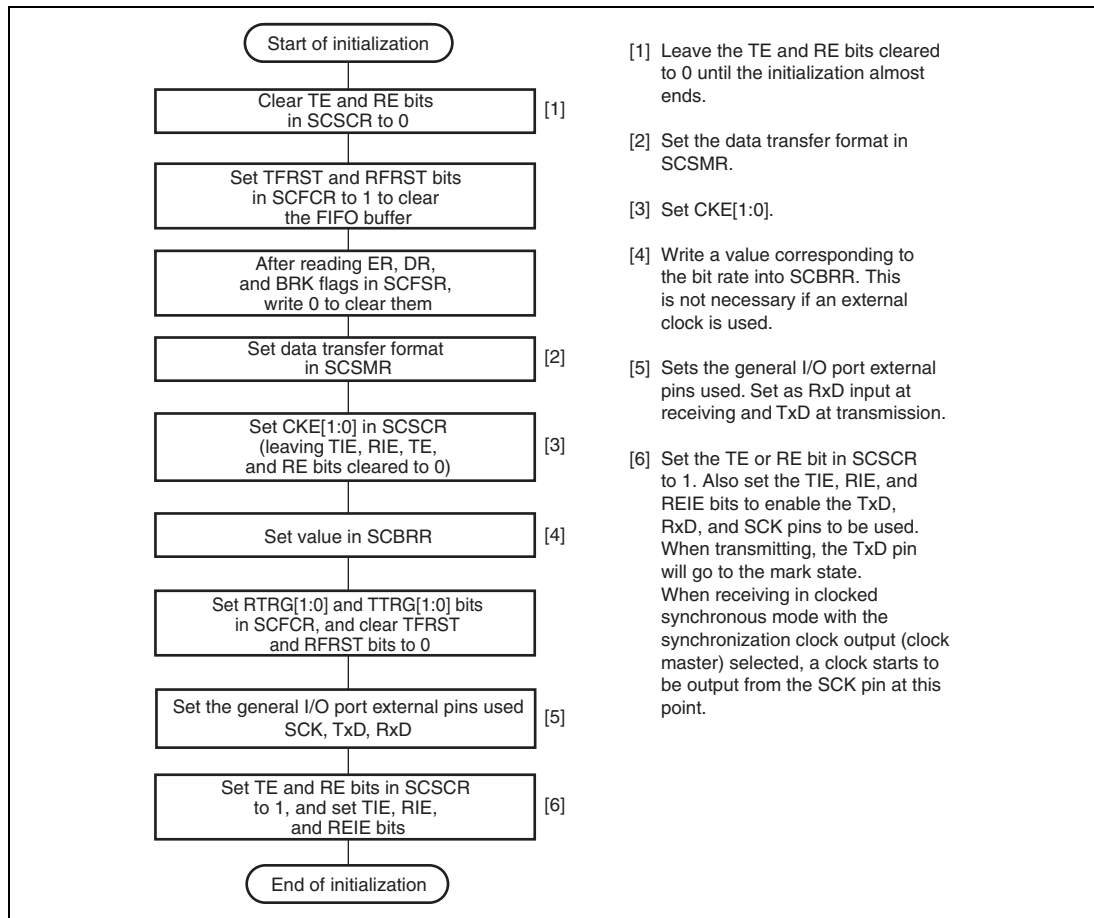 Start of initialization
Clear TE and RE bits
in SCSCR to 0
[1]
Set TFRST and RFRST bits
in SCFCR to 1 to clear
the FIFO buffer
After reading ER, DR,
and BRK flags in SCFSR,
write 0 to clear them
Set data transfer format
in SCSMR
[2]
Set CKE[1:0] in SCSCR
(leaving TIE, RIE, TE,
and RE bits cleared to 0)
[3]
Set value in SCBRR
[4]
Set RTRG[1:0] and TTRG[1:0] bits
in SCFCR, and clear TFRST
and RFRST bits to 0
Set the general I/O port external pins used
SCK, TxD, RxD
[5]
Set TE and RE bits in SCSCR
to 1, and set TIE, RIE,
and REIE bits
[6]
End of initialization
[1] Leave the TE and RE bits cleared
to 0 until the initialization almost
ends.
[2] Set the data transfer format in
SCSMR.
[3] Set CKE[1:0].
[4] Write a value corresponding to
the bit rate into SCBRR. This
is not necessary if an external
clock is used.
[5] Sets the general I/O port external
pins used. Set as RxD input at
receiving and TxD at transmission.
[6] Set the TE or RE bit in SCSCR
to 1. Also set the TIE, RIE, and
REIE bits to enable the TxD,
RxD, and SCK pins to be used.
When transmitting, the TxD pin
will go to the mark state.
When receiving in clocked
synchronous mode with the
synchronization clock output (clock
master) selected, a clock starts to
be output from the SCK pin at this
point.